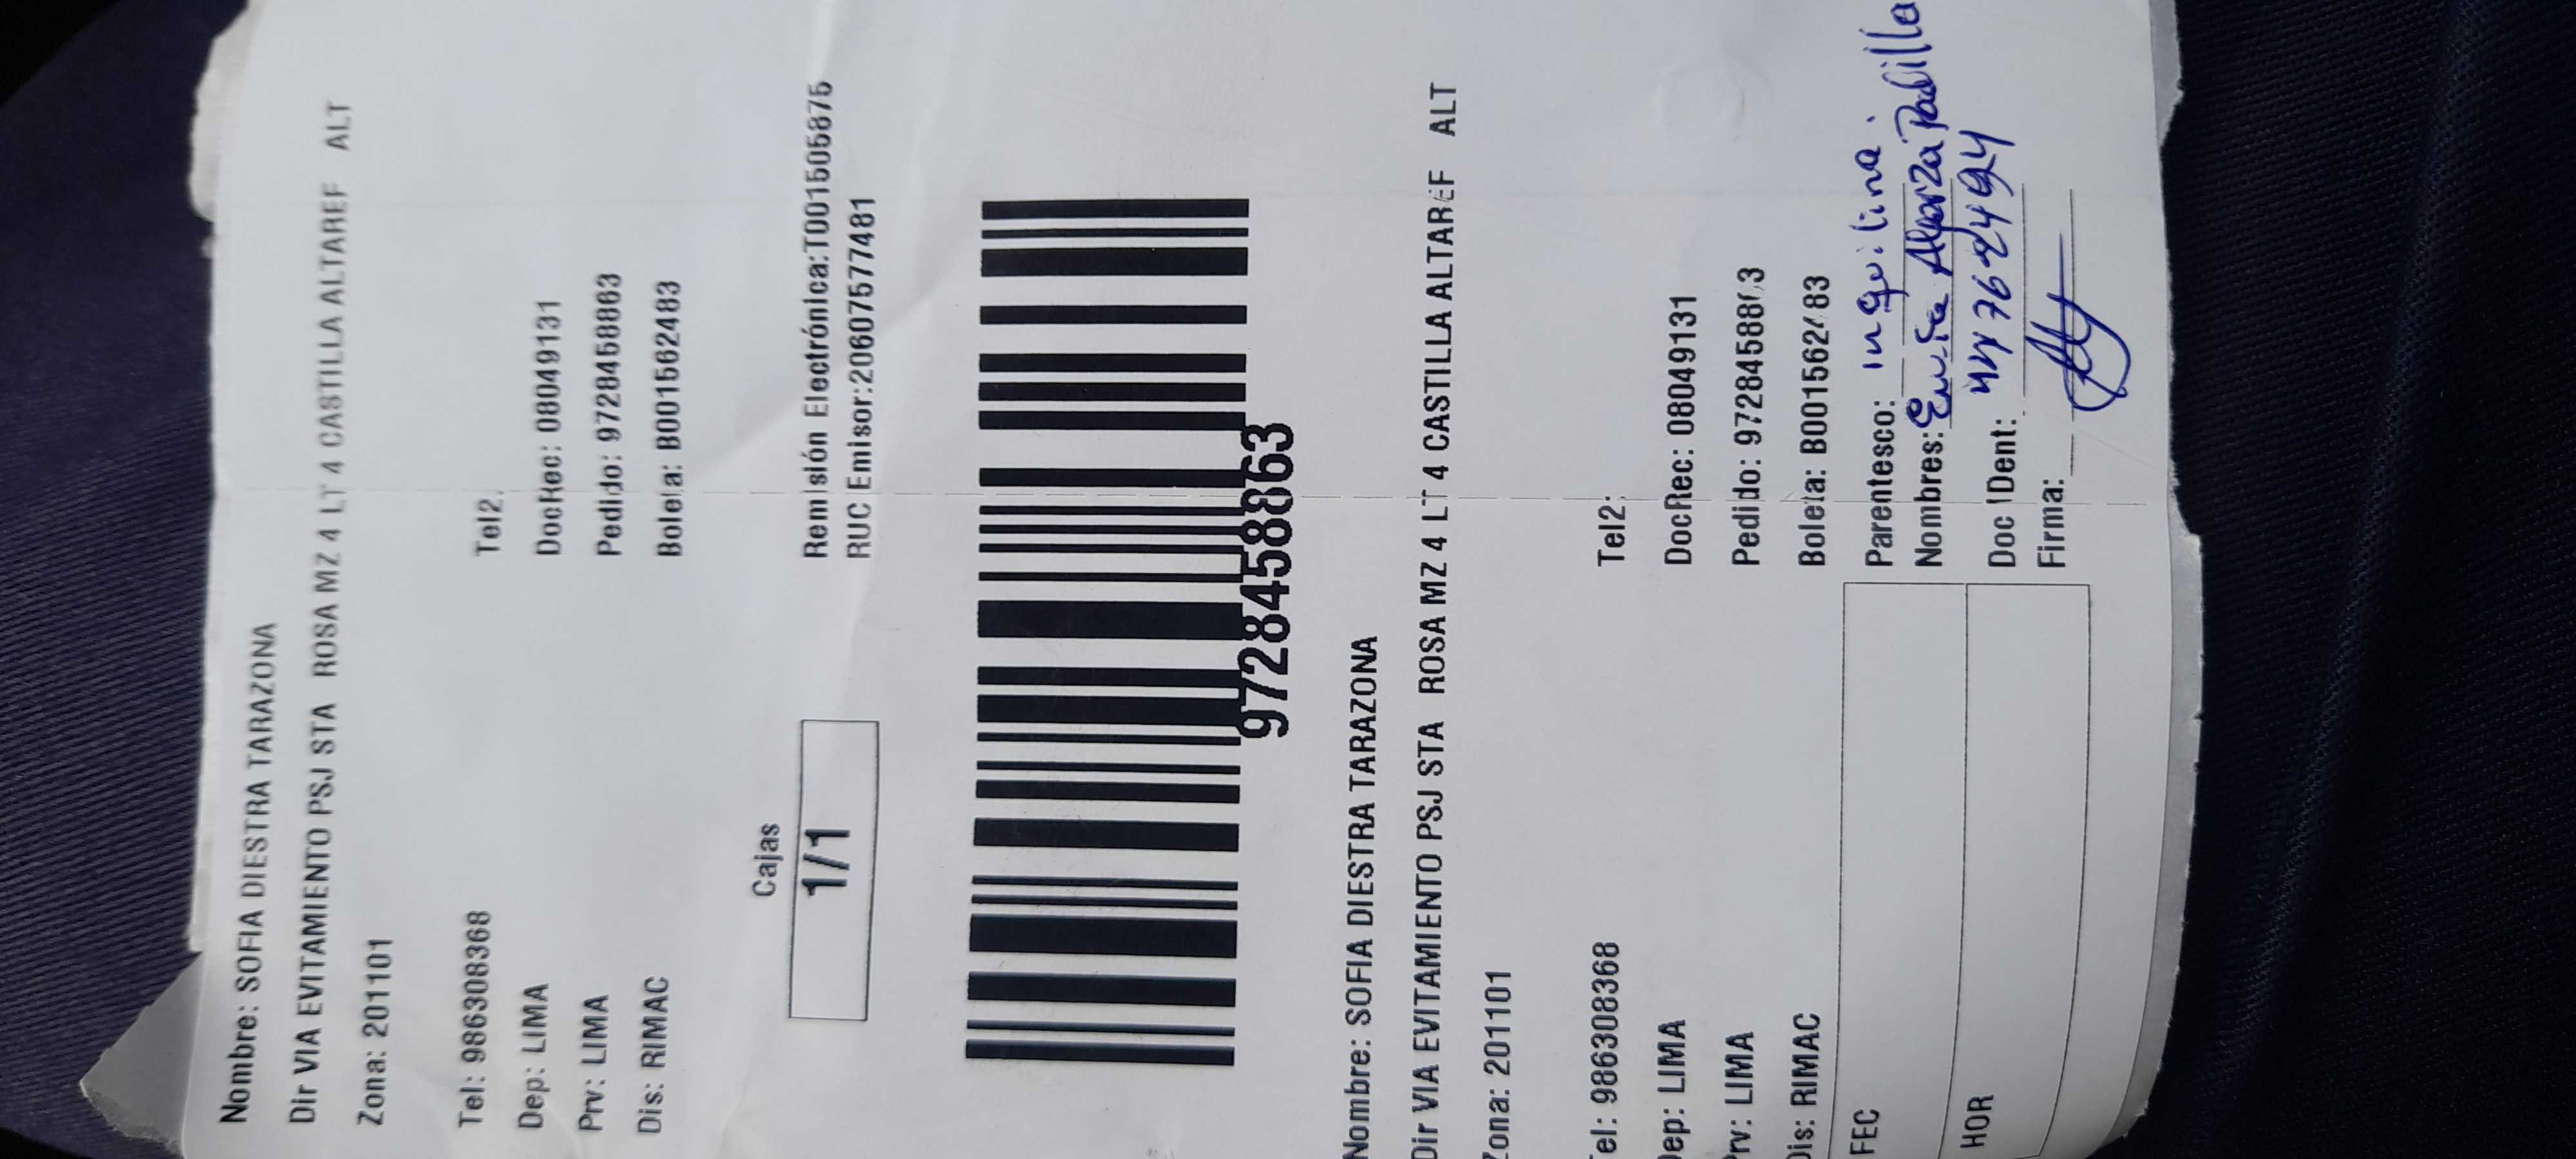 Nombre: SOFIA DIESTRA TARAZONA
Dir VIA EVITAMIENTO PSJ STA ROSA MZ 4 LT 4 CASTILLA ALTAREF ALT
Zona: 201101
Tel: 986308368 Tel2:
Dep: LIMA DocRec: 08049131
Prv: LIMA Pedido: 9728458863
Dis: RIMAC Boleta: B001562483
Cajas
1/1
Remisión Electrónica:T001505875
RUC Emisor:20607577481
9728458863
Nombre: SOFIA DIESTRA TARAZONA
Dir VIA EVITAMIENTO PSJ STA ROSA MZ 4 LT 4 CASTILLA ALTAREF ALT
Zona: 201101
Tel: 986308368 Tel2:
Dep: LIMA DocRec: 08049131
Prv: LIMA Pedido: 9728458863
Dis: RIMAC Boleta: B001562483
FEC
Parentesco: inquilina.
Nombres: Padilla
HOR
Doc IDent:
Firma: